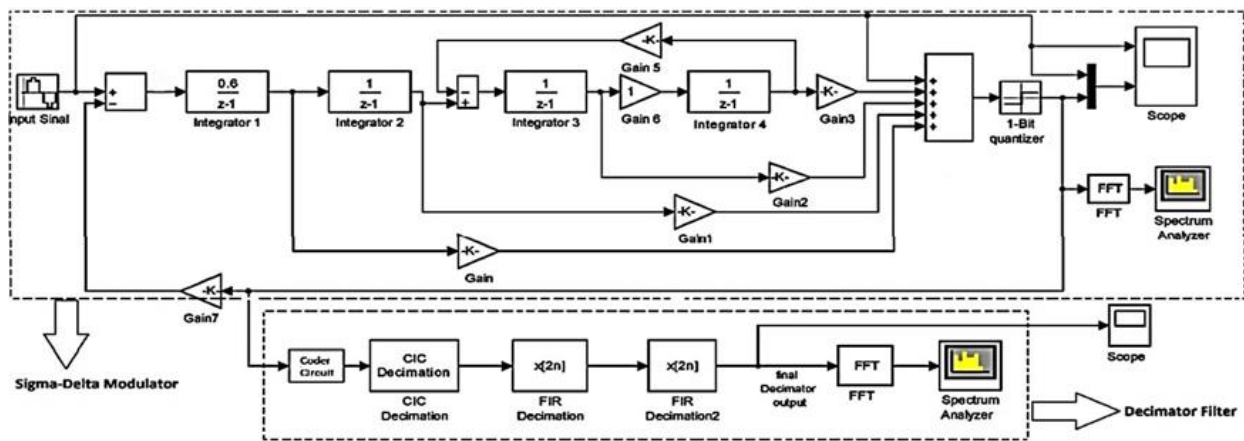 -K-
Gain 5
+
-
nput Sinal
0.6
z-1
Integrator 1
1
z-1
Integrator 2
-
+
1
z-1
Integrator 3
1
Gain 6
1
z-1
Integrator 4
-K-
Gain3
+
+
+
+
+
1-Bit
quantizer
Scope
-K-
Gain2
-K-
Gain1
-K-
Gain
FFT
FFT
Spectrum
Analyzer
-K-
Gain7
Sigma-Delta Modulator
Coder
Circuit
CIC
Decimation
CIC
Decimation
x[2n]
FIR
Decimation
x[2n]
FIR
Decimation2
final
Decimator
output
FFT
FFT
Spectrum
Analyzer
Scope
Decimator Filter